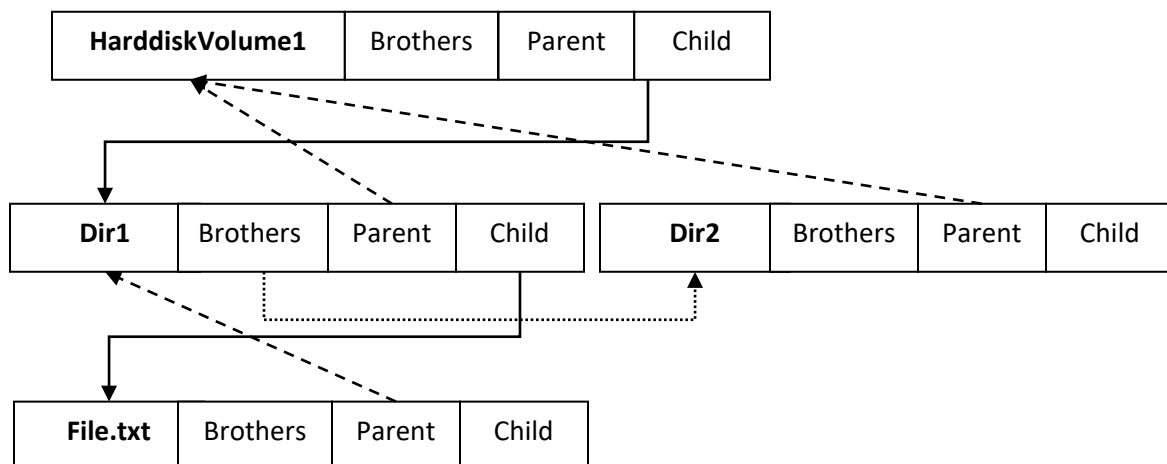 HarddiskVolume1 Brothers Parent Child
Dir1 Brothers Parent Child Dir2 Brothers Parent Child
File.txt Brothers Parent Child